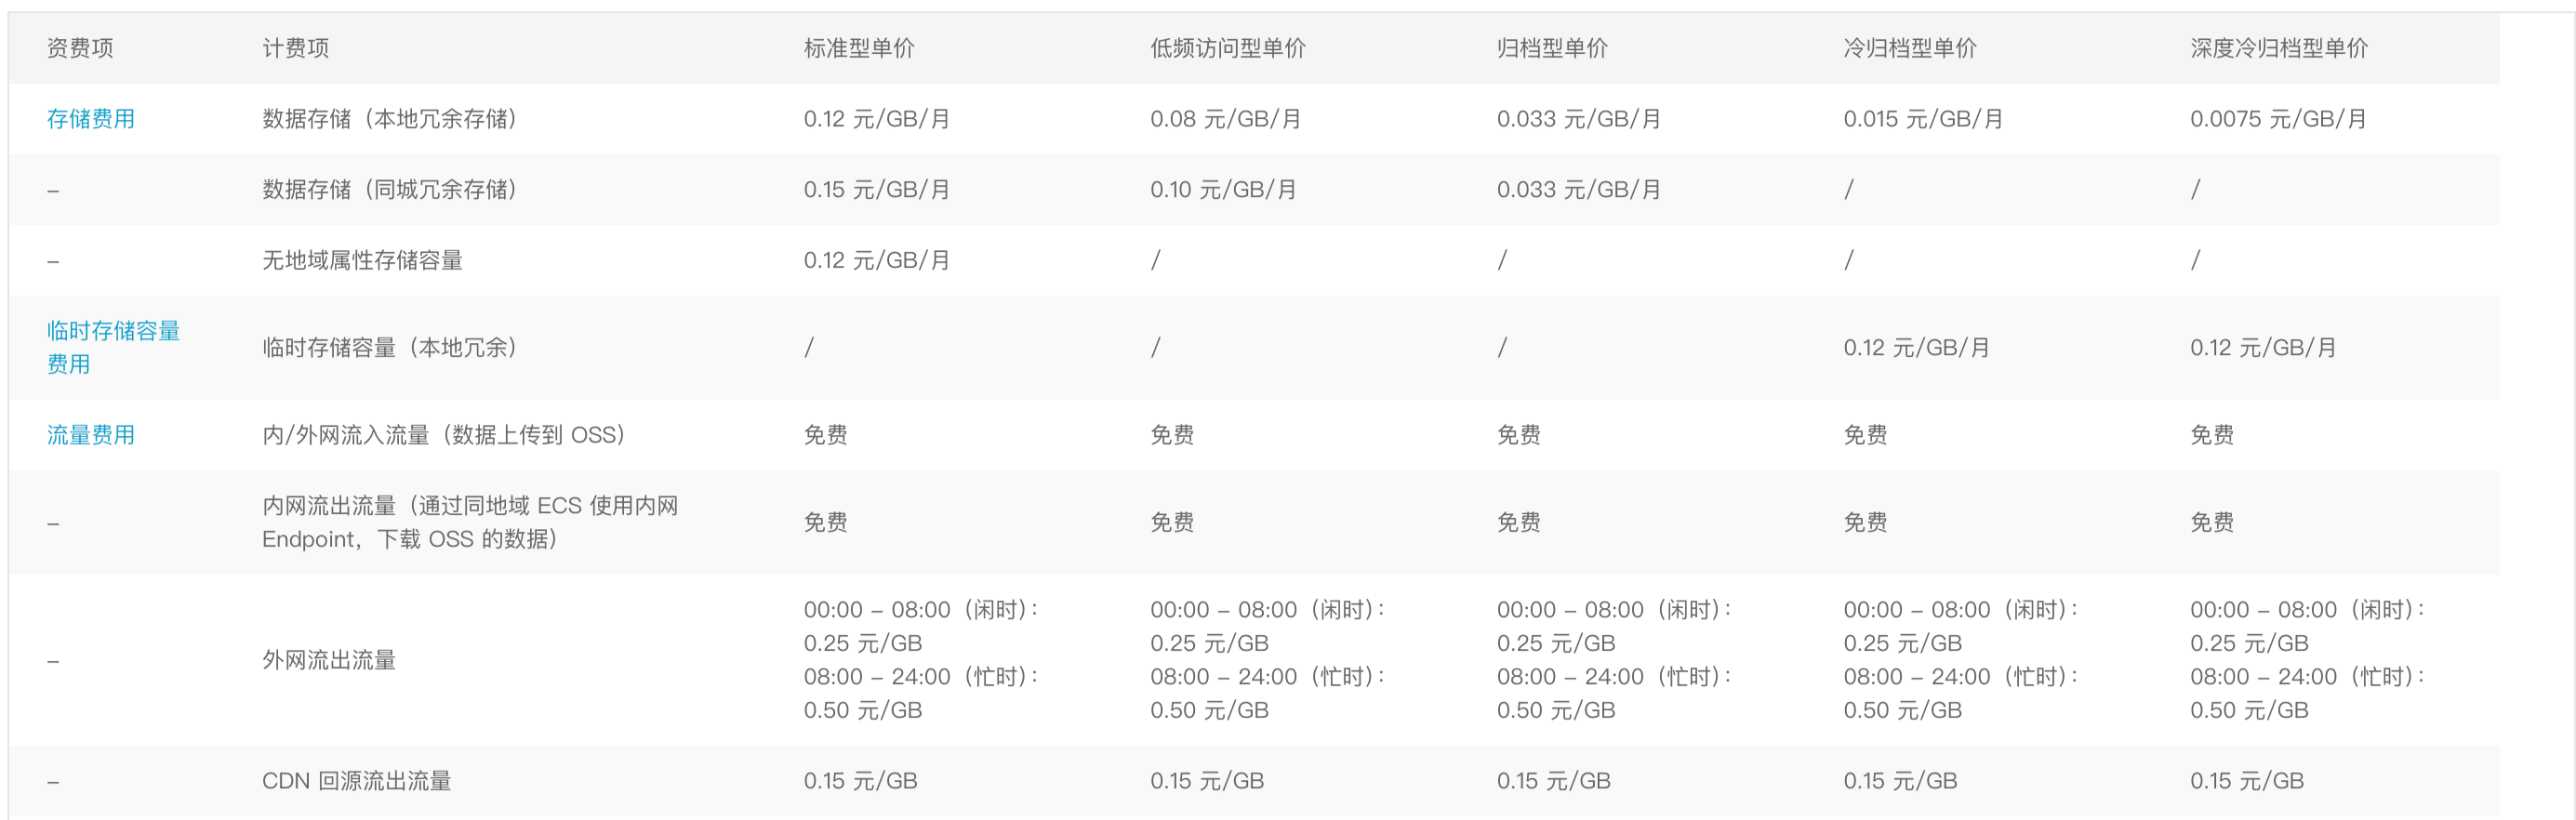 资费项 计费项 标准型单价 低频访问型单价 归档型单价 冷归档型单价 深度冷归档型单价
存储费用 数据存储（本地冗余存储） 0.12 元/GB/月 0.08 元/GB/月 0.033 元/GB/月 0.015 元/GB/月 0.0075 元/GB/月
– 数据存储（同城冗余存储） 0.15 元/GB/月 0.10 元/GB/月 0.033 元/GB/月 / /
– 无地域属性存储容量 0.12 元/GB/月 / / / /
临时存储容量
费用 临时存储容量（本地冗余） / / / 0.12 元/GB/月 0.12 元/GB/月
流量费用 内/外网流入流量（数据上传到 OSS） 免费 免费 免费 免费 免费
– 内网流出流量（通过同地域 ECS 使用内网
Endpoint，下载 OSS 的数据） 免费 免费 免费 免费 免费
– 外网流出流量
00:00 – 08:00（闲时）： 00:00 – 08:00（闲时）： 00:00 – 08:00（闲时）： 00:00 – 08:00（闲时）： 00:00 – 08:00（闲时）：
0.25 元/GB 0.25 元/GB 0.25 元/GB 0.25 元/GB 0.25 元/GB
08:00 – 24:00（忙时）： 08:00 – 24:00（忙时）： 08:00 – 24:00（忙时）： 08:00 – 24:00（忙时）： 08:00 – 24:00（忙时）：
0.50 元/GB 0.50 元/GB 0.50 元/GB 0.50 元/GB 0.50 元/GB
– CDN 回源流出流量 0.15 元/GB 0.15 元/GB 0.15 元/GB 0.15 元/GB 0.15 元/GB